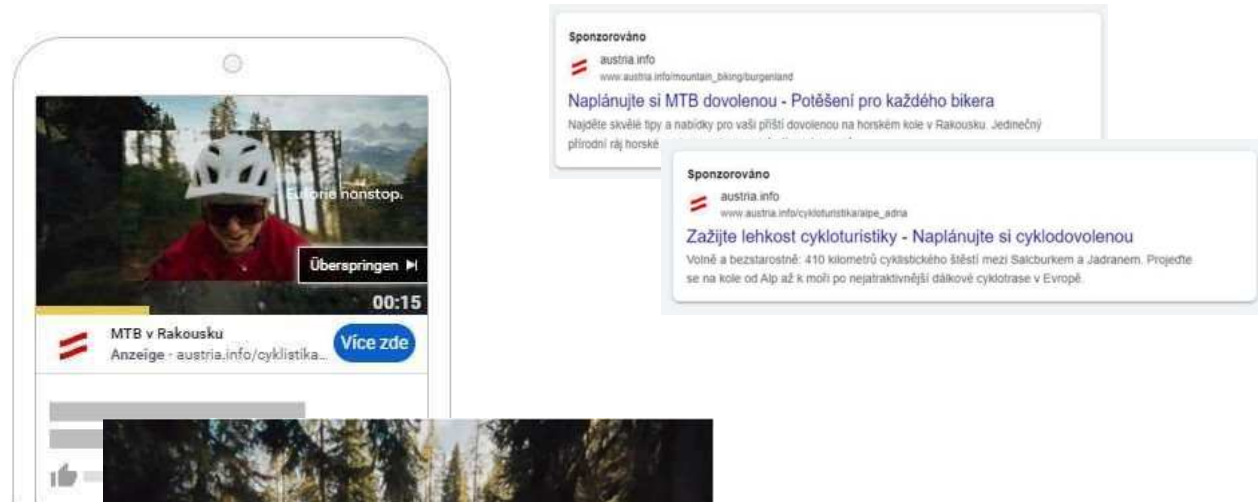 Euforie nonstop.
Überspringen
00:15
MTB v Rakousku
Anzeige - austria.info/cyklistika...
Více zde
Sponzorováno
austria.info
www.austria.info/mountain_biking/burgenland
Naplánujte si MTB dovolenou - Potěšení pro každého bikera
Najděte skvělé tipy a nabídky pro vaši příští dovolenou na horském kole v Rakousku. Jedinečný
přírodní ráj horské
Sponzorováno
austria.info
www.austria.info/cykloturistika/alpe_adria
Zažijte lehkost cykloturistiky - Naplánujte si cyklodovolenou
Volně a bezstarostně: 410 kilometrů cyklistického štěstí mezi Salcburkem a Jadranem. Projeďte
se na kole od Alp až k moři po nejatraktivnější dálkové cyklotrase v Evropě.